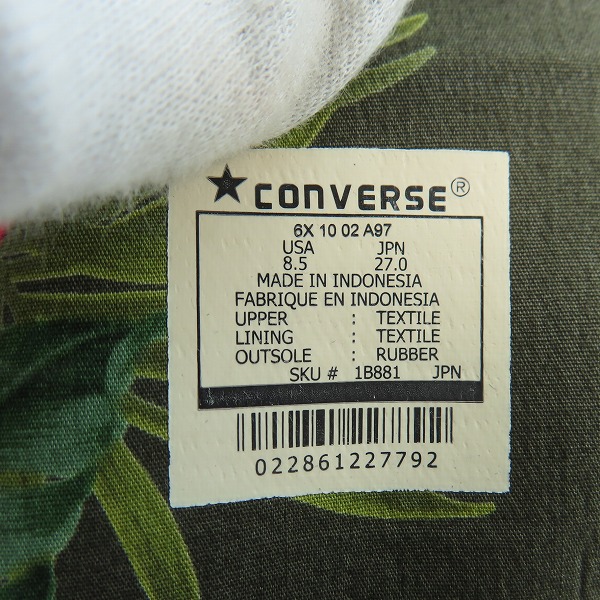 ★ CONVERSE®
6X 10 02 A97
USA JPN
8.5 27.0
MADE IN INDONESIA
FABRIQUE EN INDONESIA
UPPER : TEXTILE
LINING : TEXTILE
OUTSOLE : RUBBER
SKU # 1B881 JPN
022861227792